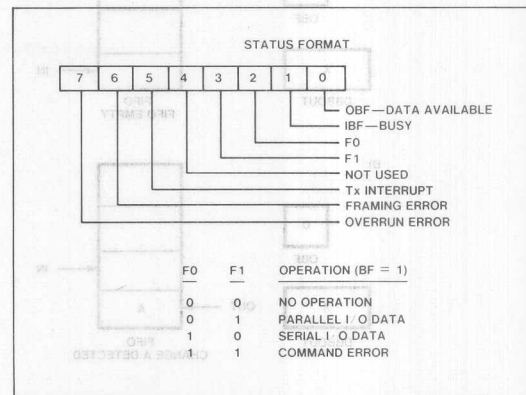 STATUS FORMAT
7 6 5 4 3 2 1 0
OBF—DATA AVAILABLE
IBF—BUSY
F0
F1
NOT USED
Tx INTERRUPT
FRAMING ERROR
OVERRUN ERROR
F0 F1 OPERATION (BF = 1)
0 0 NO OPERATION
0 1 PARALLEL I/O DATA
1 0 SERIAL I O DATA
1 1 COMMAND ERROR